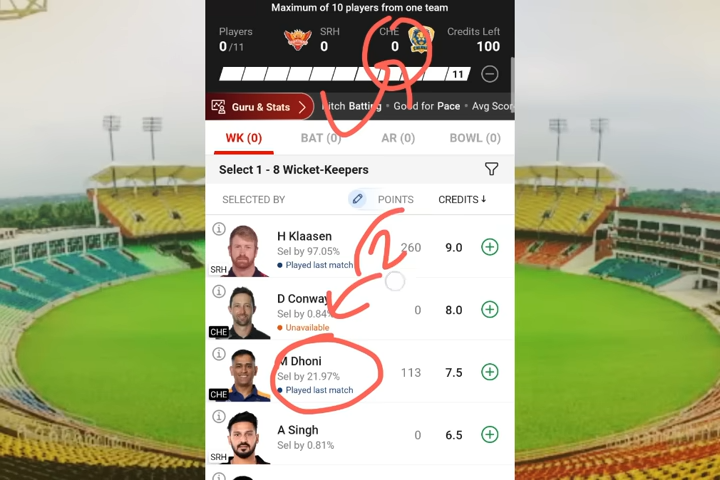 Maximum of 10 players from one team
Players SRH CHE Credits Left
0/11 0 0 100
11
Guru & Stats Pitch Batting • Good for Pace • Avg Scor
WK (0) BAT (0) AR (0) BOWL (0)
Select 1 - 8 Wicket-Keepers
SELECTED BY POINTS CREDITS↓
H Klaasen
Sel by 97.05% 260 9.0
Played last match
SRH
2
D Conway
Sel by 0.84% 0 8.0
Unavailable
CHE
M Dhoni
Sel by 21.97% 113 7.5
Played last match
CHE
A Singh
Sel by 0.81% 0 6.5
SRH